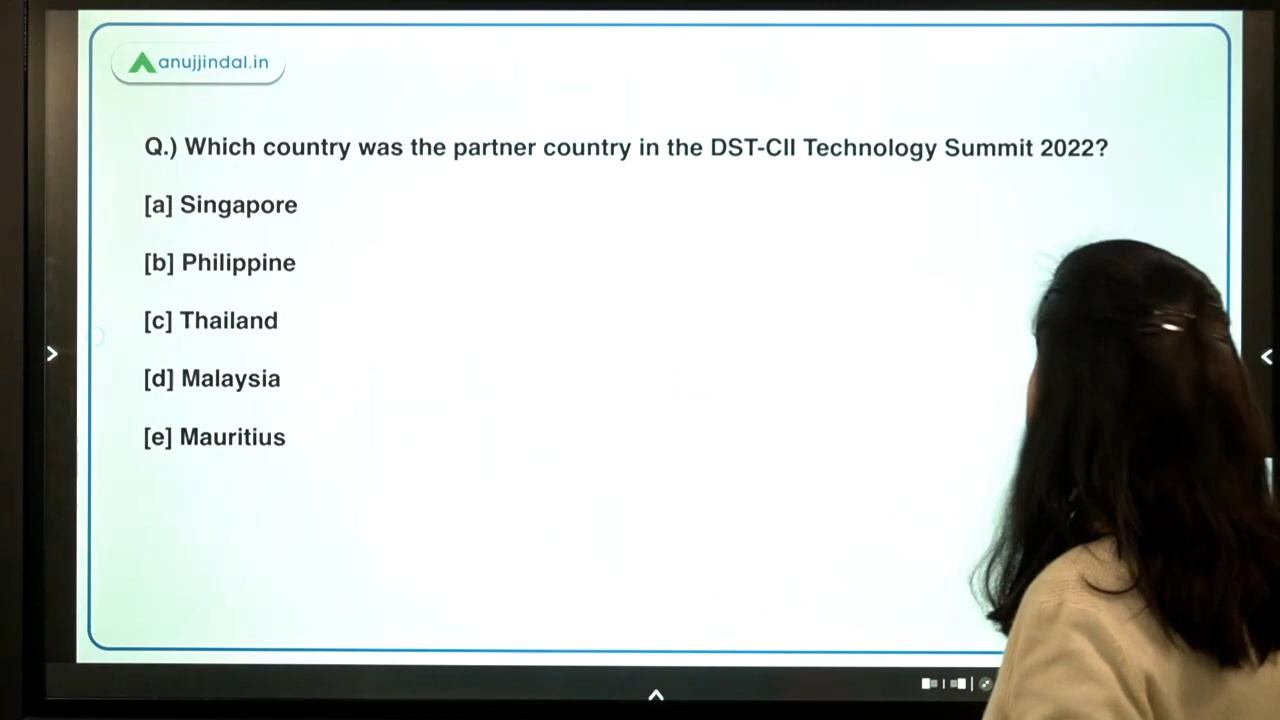 anujjindal.in
Q.) Which country was the partner country in the DST-CII Technology Summit 2022?
[a] Singapore
[b] Philippine
[c] Thailand
[d] Malaysia
[e] Mauritius